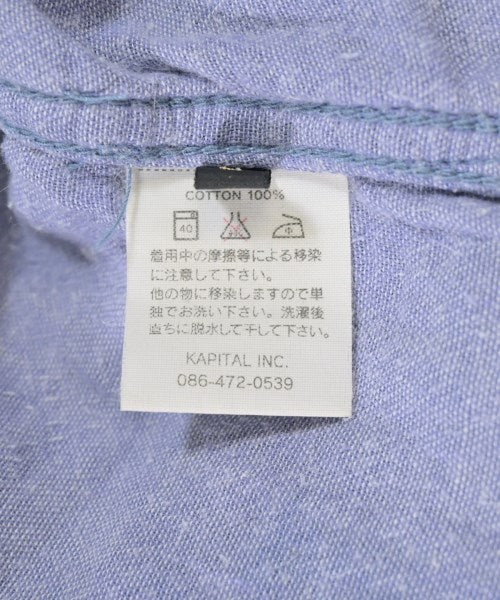 COTTON 100%
40 中
着用中の摩擦等による移染
に注意して下さい。
他の物に移染しますので単
独でお洗い下さい。洗濯後
直ちに脱水して干して下さい。
KAPITAL INC.
086-472-0539